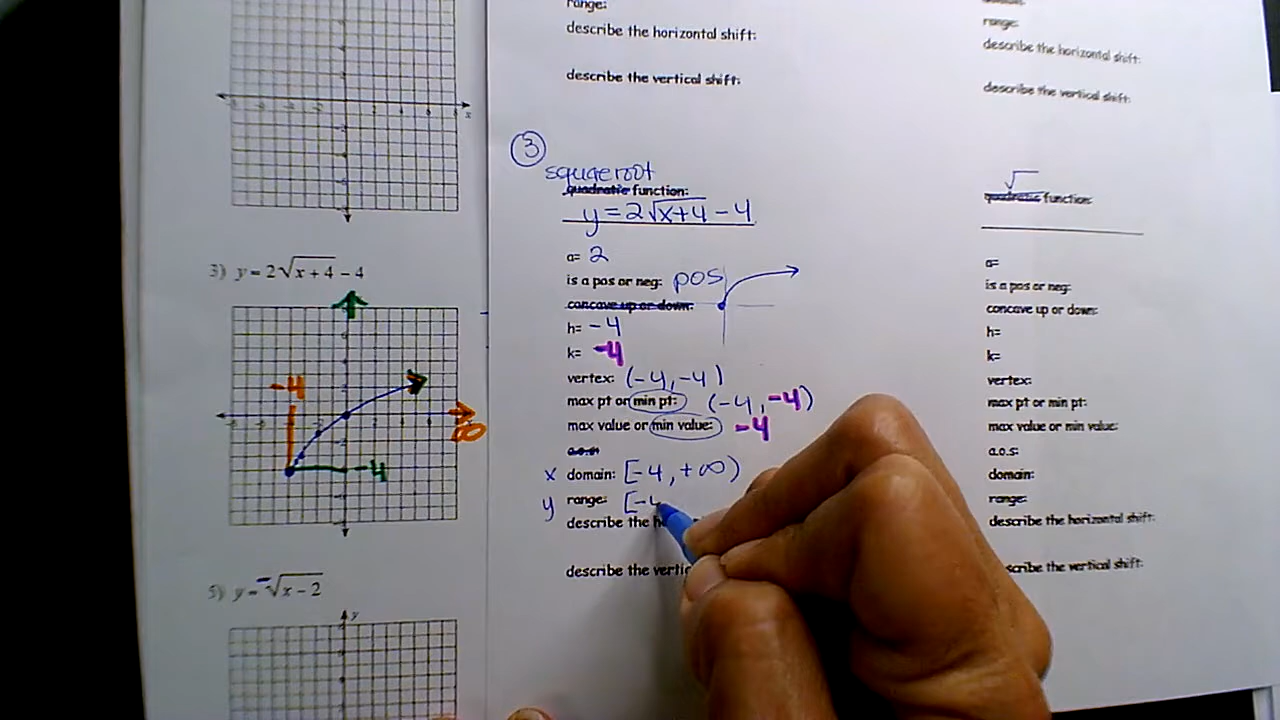 range:
describe the horizontal shift:
describe the vertical shift:
range:
describe the horizontal shift:
describe the vertical shift:
x
3) y = 2√x + 4 - 4
-4
∞
-4
5) y = -√x - 2
y
③
square root
quadratic function:
y = 2√x+4 - 4
a= 2
is a pos or neg: pos
concave up or down:
h= -4
k= -4
vertex: (-4, -4)
max pt or min pt: (-4, -4)
max value or min value: -4
a.o.s:
x domain: [-4, +∞)
y range: [-4
describe the
describe the
√
quadratic function:
a=
is a pos or neg:
concave up or down:
h=
k=
vertex:
max pt or min pt:
max value or min value:
a.o.s:
domain:
range:
describe the horizontal shift:
scribe the vertical shift: